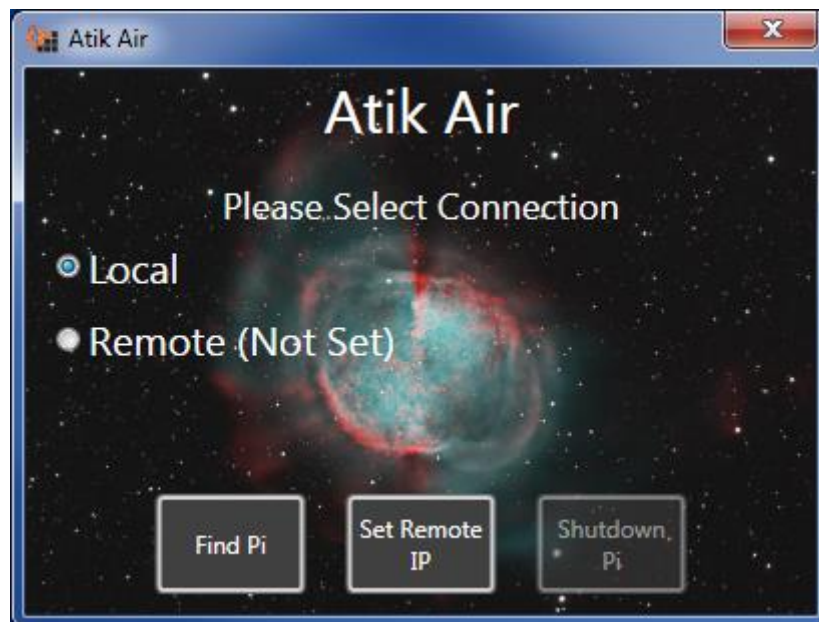 Atik Air
Atik Air
Please Select Connection
Local
Remote (Not Set)
Find Pi
Set Remote
IP
Shutdown
Pi